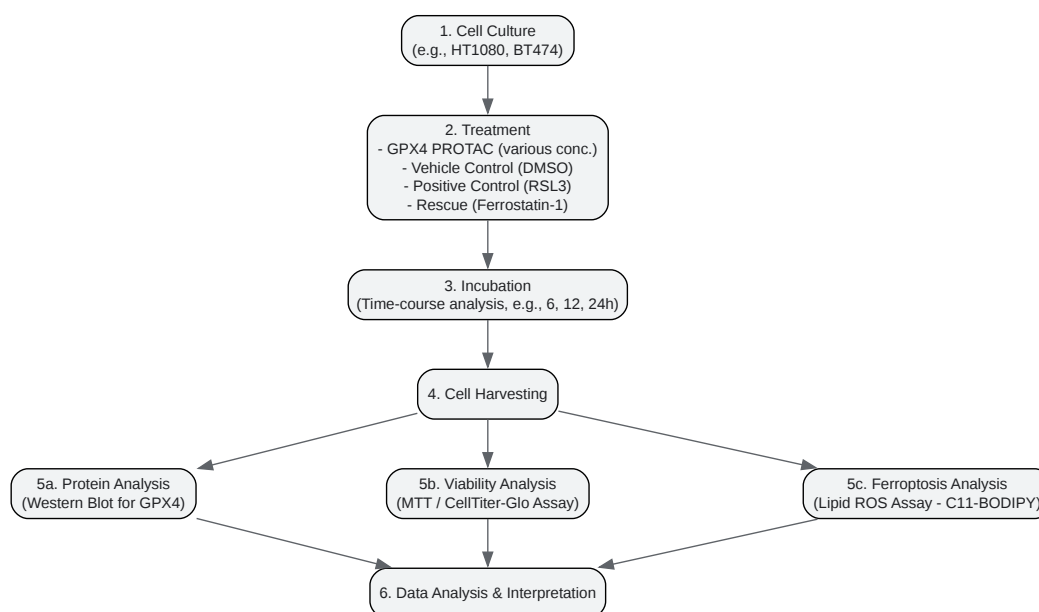 1. Cell Culture
(e.g., HT1080, BT474)
2. Treatment
- GPX4 PROTAC (various conc.)
- Vehicle Control (DMSO)
- Positive Control (RSL3)
- Rescue (Ferrostatin-1)
3. Incubation
(Time-course analysis, e.g., 6, 12, 24h)
4. Cell Harvesting
5a. Protein Analysis
(Western Blot for GPX4)
5b. Viability Analysis
(MTT / CellTiter-Glo Assay)
5c. Ferroptosis Analysis
(Lipid ROS Assay - C11-BODIPY)
6. Data Analysis & Interpretation